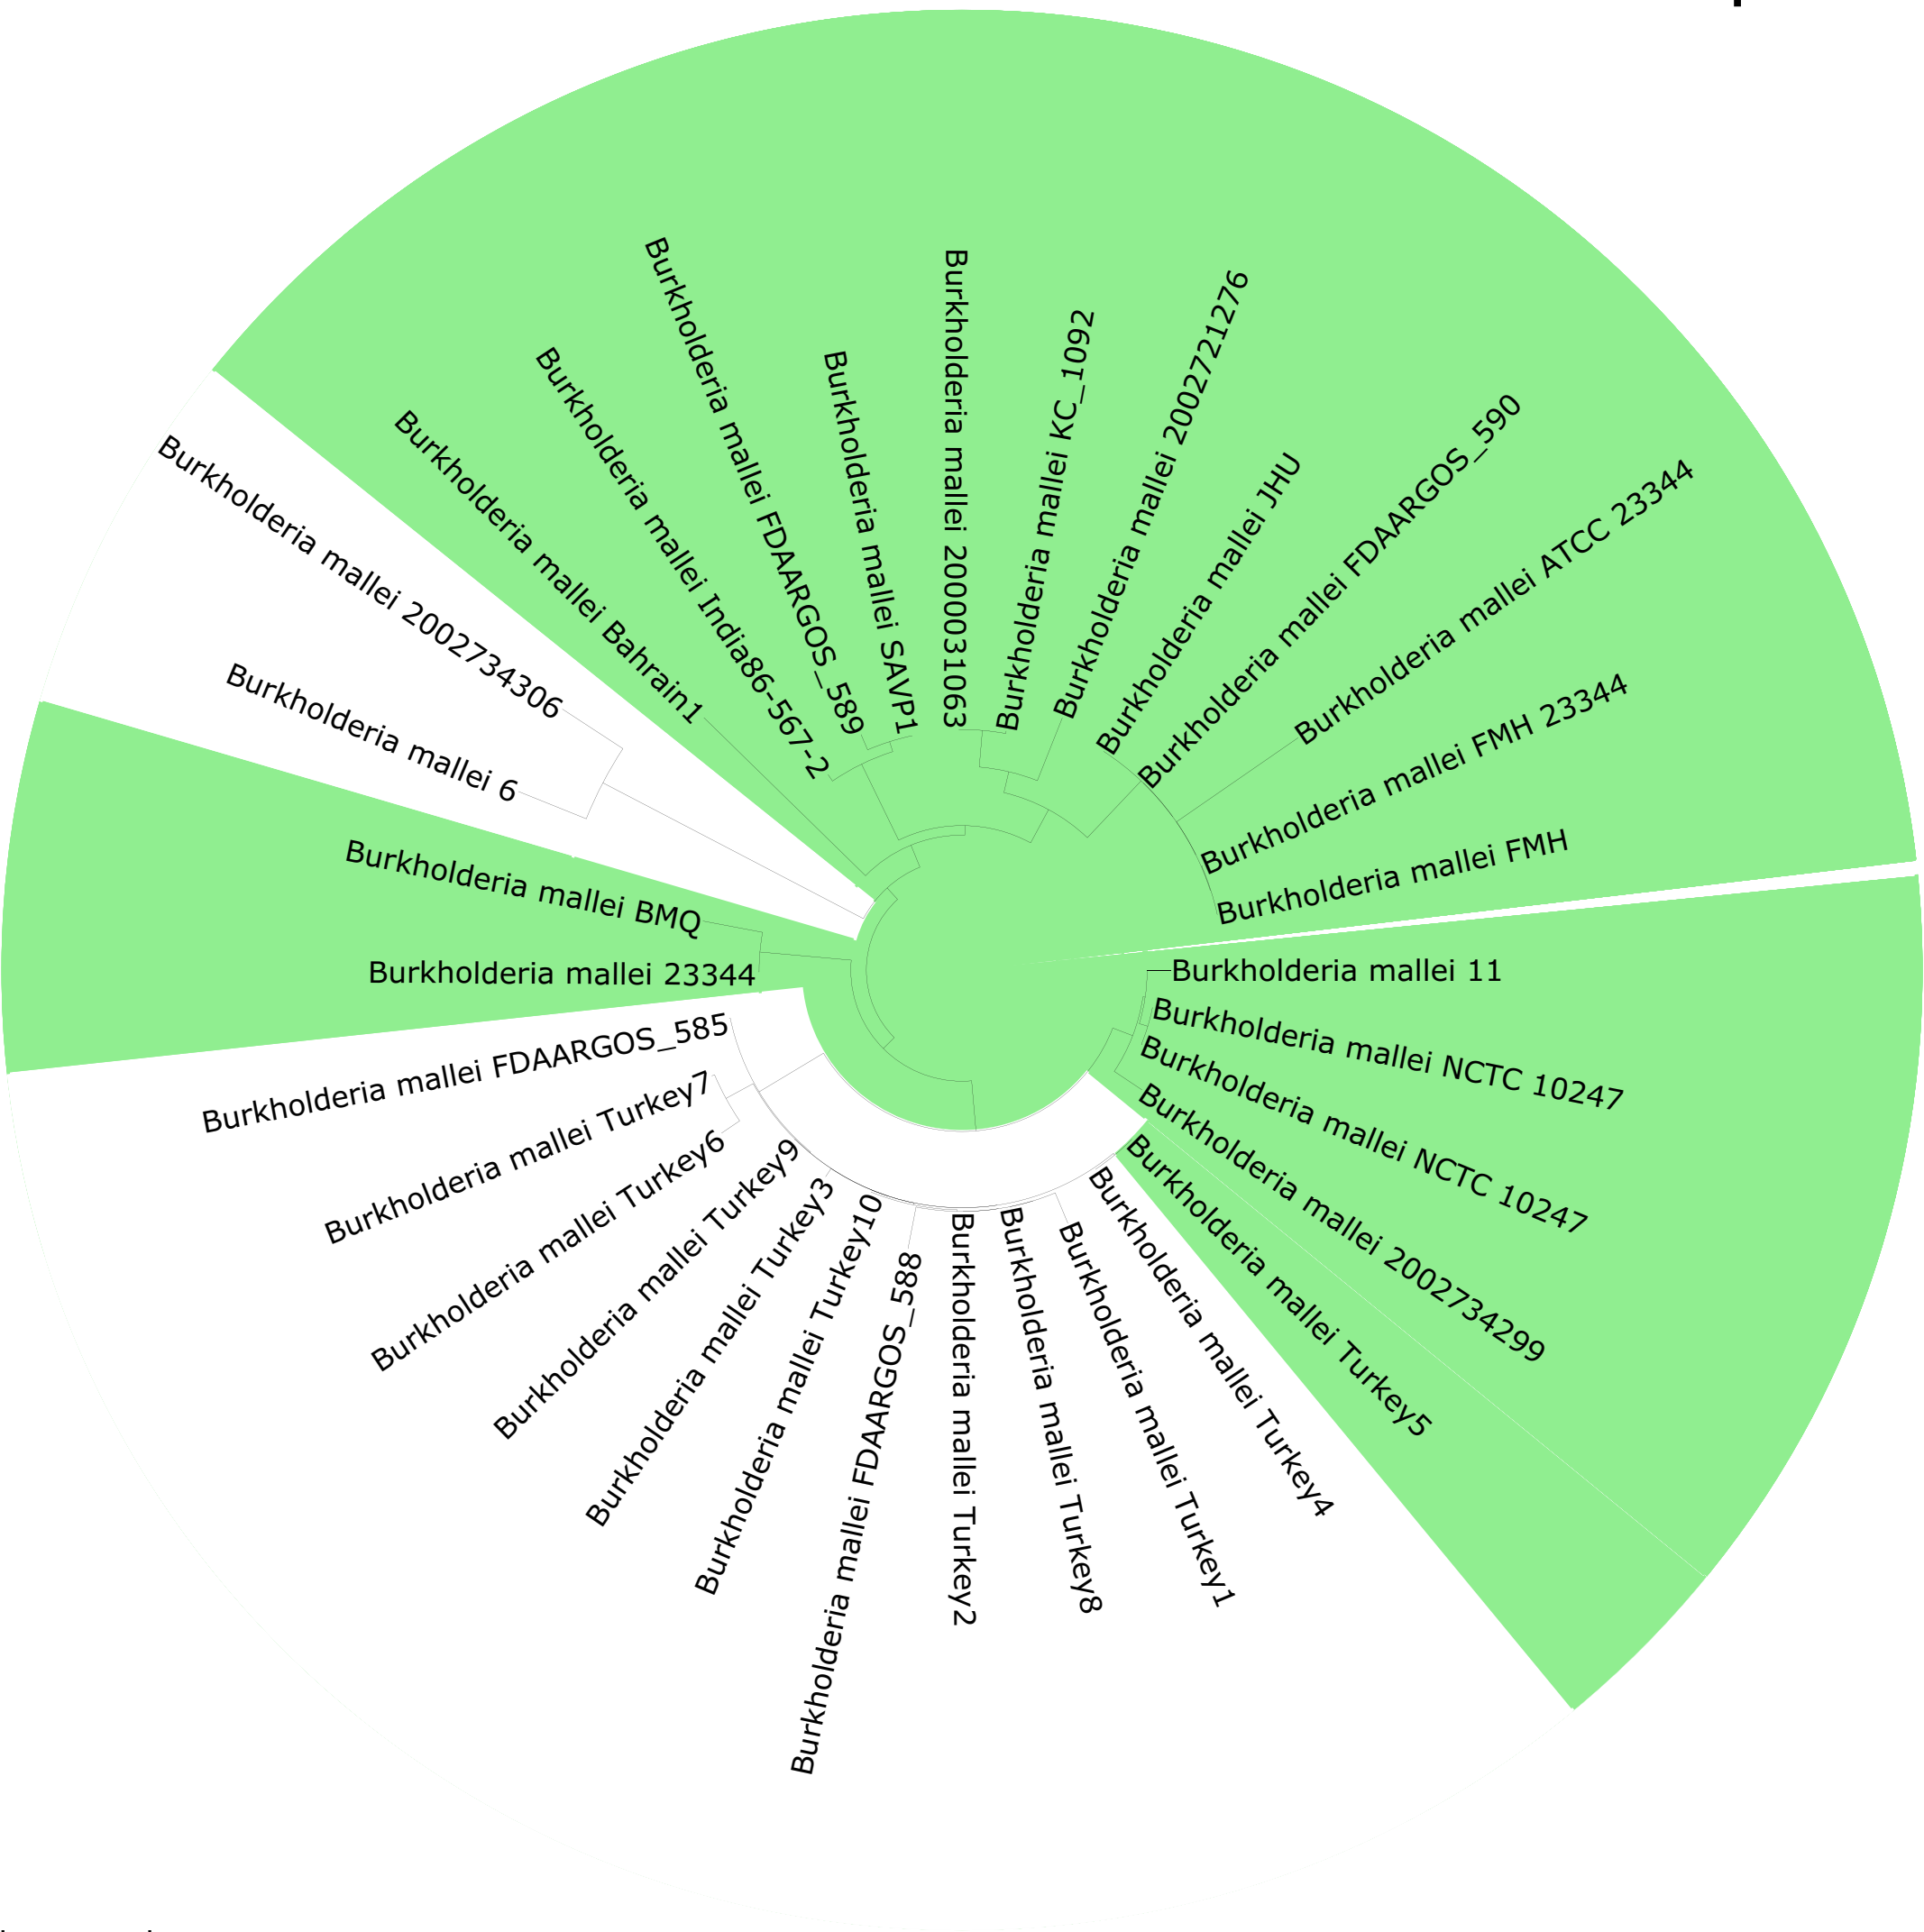 Burkholderia mallei 2002734306
Burkholderia mallei 6
Burkholderia mallei Bahrain1
Burkholderia mallei India86-567-2
Burkholderia mallei FDAARGOS_589
Burkholderia mallei SAVP1
Burkholderia mallei 2000031063
Burkholderia mallei KC_1092
Burkholderia mallei 2002721276
Burkholderia mallei JHU
Burkholderia mallei FDAARGOS_590
Burkholderia mallei ATCC 23344
Burkholderia mallei FMH 23344
Burkholderia mallei FMH
Burkholderia mallei 11
Burkholderia mallei NCTC 10247
Burkholderia mallei NCTC 10247
Burkholderia mallei 2002734299
Burkholderia mallei Turkey5
Burkholderia mallei Turkey4
Burkholderia mallei Turkey1
Burkholderia mallei Turkey8
Burkholderia mallei Turkey2
Burkholderia mallei FDAARGOS_588
Burkholderia mallei Turkey10
Burkholderia mallei Turkey3
Burkholderia mallei Turkey9
Burkholderia mallei Turkey6
Burkholderia mallei Turkey7
Burkholderia mallei FDAARGOS_585
Burkholderia mallei 23344
Burkholderia mallei BMQ